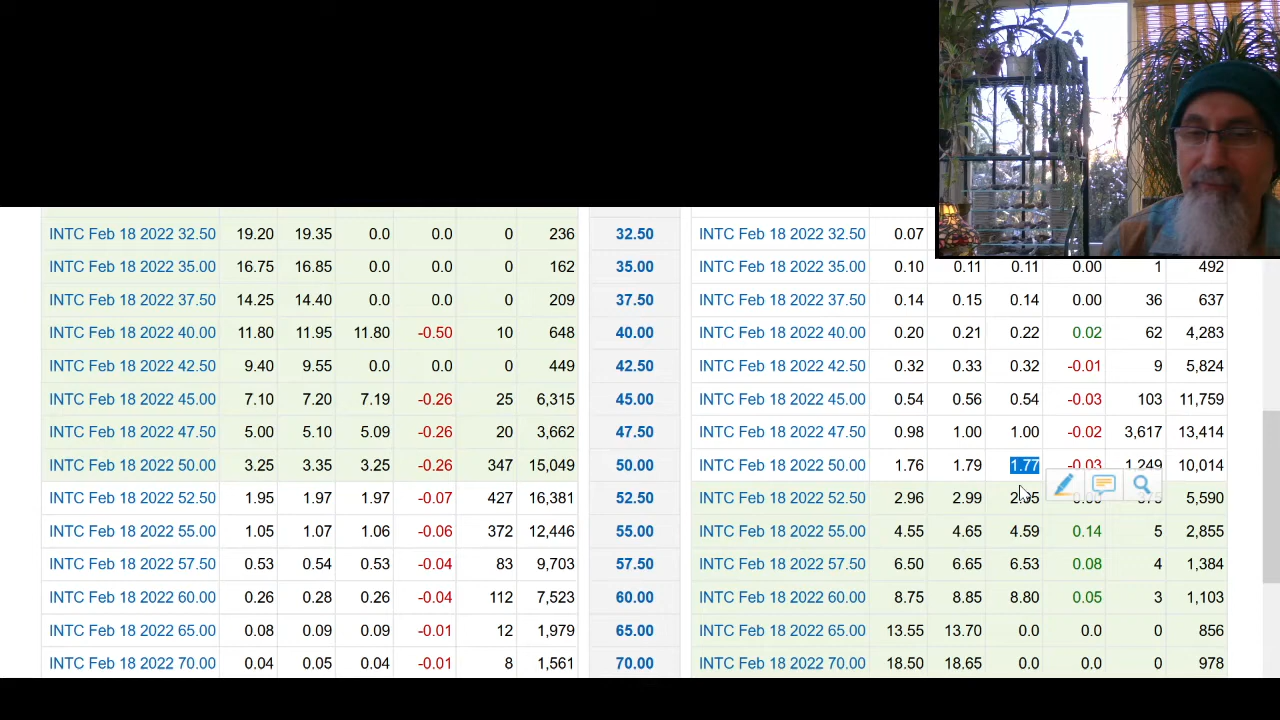 INTC Feb 18 2022 32.50 19.20 19.35 0.0 0.0 0 236 32.50 INTC Feb 18 2022 32.50 0.07
INTC Feb 18 2022 35.00 16.75 16.85 0.0 0.0 0 162 35.00 INTC Feb 18 2022 35.00 0.10 0.11 0.11 0.00 1 492
INTC Feb 18 2022 37.50 14.25 14.40 0.0 0.0 0 209 37.50 INTC Feb 18 2022 37.50 0.14 0.15 0.14 0.00 36 637
INTC Feb 18 2022 40.00 11.80 11.95 11.80 -0.50 10 648 40.00 INTC Feb 18 2022 40.00 0.20 0.21 0.22 0.02 62 4,283
INTC Feb 18 2022 42.50 9.40 9.55 0.0 0.0 0 449 42.50 INTC Feb 18 2022 42.50 0.32 0.33 0.32 -0.01 9 5,824
INTC Feb 18 2022 45.00 7.10 7.20 7.19 -0.26 25 6,315 45.00 INTC Feb 18 2022 45.00 0.54 0.56 0.54 -0.03 103 11,759
INTC Feb 18 2022 47.50 5.00 5.10 5.09 -0.26 20 3,662 47.50 INTC Feb 18 2022 47.50 0.98 1.00 1.00 -0.02 3,617 13,414
INTC Feb 18 2022 50.00 3.25 3.35 3.25 -0.26 347 15,049 50.00 INTC Feb 18 2022 50.00 1.76 1.79 1.77 -0.03 1,249 10,014
INTC Feb 18 2022 52.50 1.95 1.97 1.97 -0.07 427 16,381 52.50 INTC Feb 18 2022 52.50 2.96 2.99 5,590
INTC Feb 18 2022 55.00 1.05 1.07 1.06 -0.06 372 12,446 55.00 INTC Feb 18 2022 55.00 4.55 4.65 4.59 0.14 5 2,855
INTC Feb 18 2022 57.50 0.53 0.54 0.53 -0.04 83 9,703 57.50 INTC Feb 18 2022 57.50 6.50 6.65 6.53 0.08 4 1,384
INTC Feb 18 2022 60.00 0.26 0.28 0.26 -0.04 112 7,523 60.00 INTC Feb 18 2022 60.00 8.75 8.85 8.80 0.05 3 1,103
INTC Feb 18 2022 65.00 0.08 0.09 0.09 -0.01 12 1,979 65.00 INTC Feb 18 2022 65.00 13.55 13.70 0.0 0.0 0 856
INTC Feb 18 2022 70.00 0.04 0.05 0.04 -0.01 8 1,561 70.00 INTC Feb 18 2022 70.00 18.50 18.65 0.0 0.0 0 978